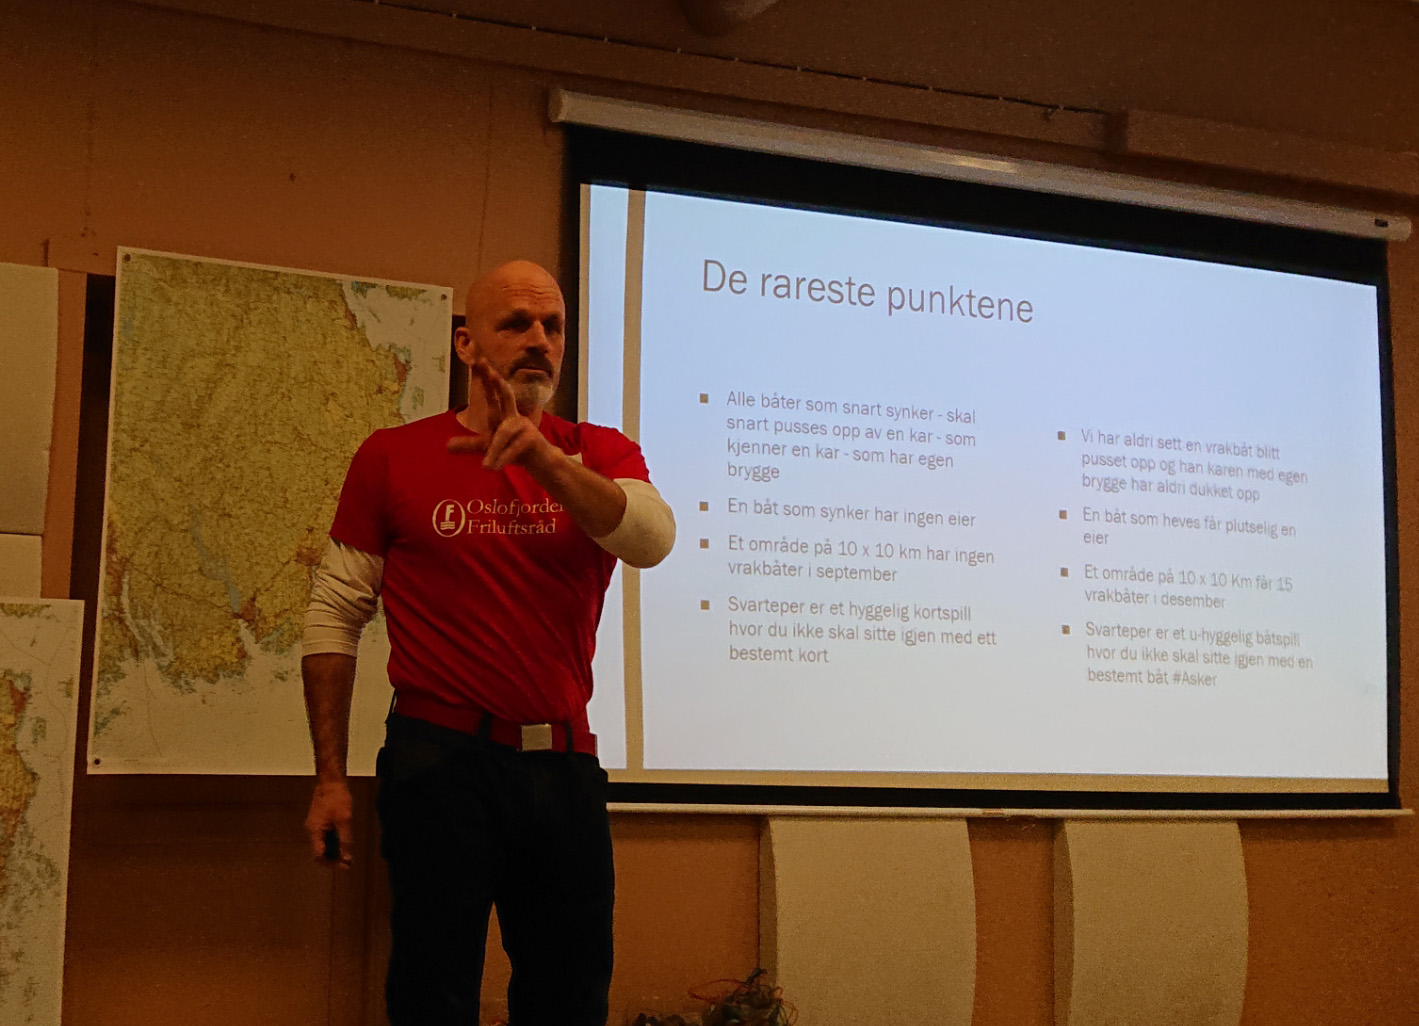 De rareste punktene
Alle båter som snart synker - skal
snart pusses opp av en kar - som
kjenner en kar - som har egen
brygge
En båt som synker har ingen eier
Et område på 10 x 10 km har ingen
vrakbåter i september
Svarteper er et hyggelig kortspill
hvor du ikke skal sitte igjen med ett
bestemt kort
Vi har aldri sett en vrakbåt blitt
pusset opp og han karen med egen
brygge har aldri dukket opp
En båt som heves får plutselig en
eier
Et område på 10 x 10 Km får 15
vrakbåter i desember
Svarteper er et u-hyggelig båtspill
hvor du ikke skal sitte igjen med en
bestemt båt #Asker
Oslofjorde
Friluftsråd